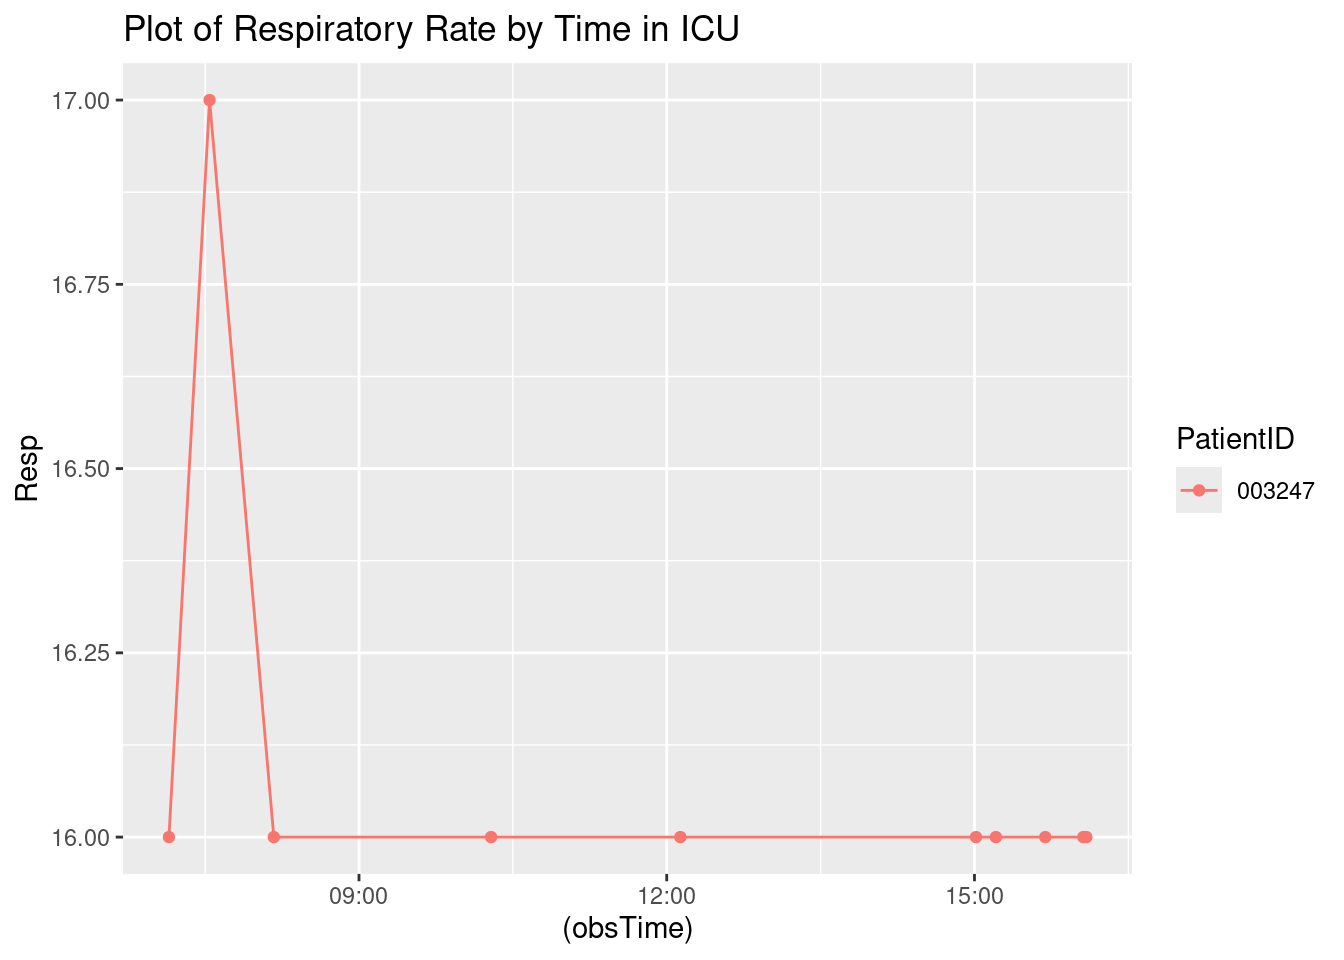 Plot of Respiratory Rate by Time in ICU
17.00
16.75
16.50
16.25
16.00
Resp
09:00
12:00
15:00
(obsTime)
PatientID
003247